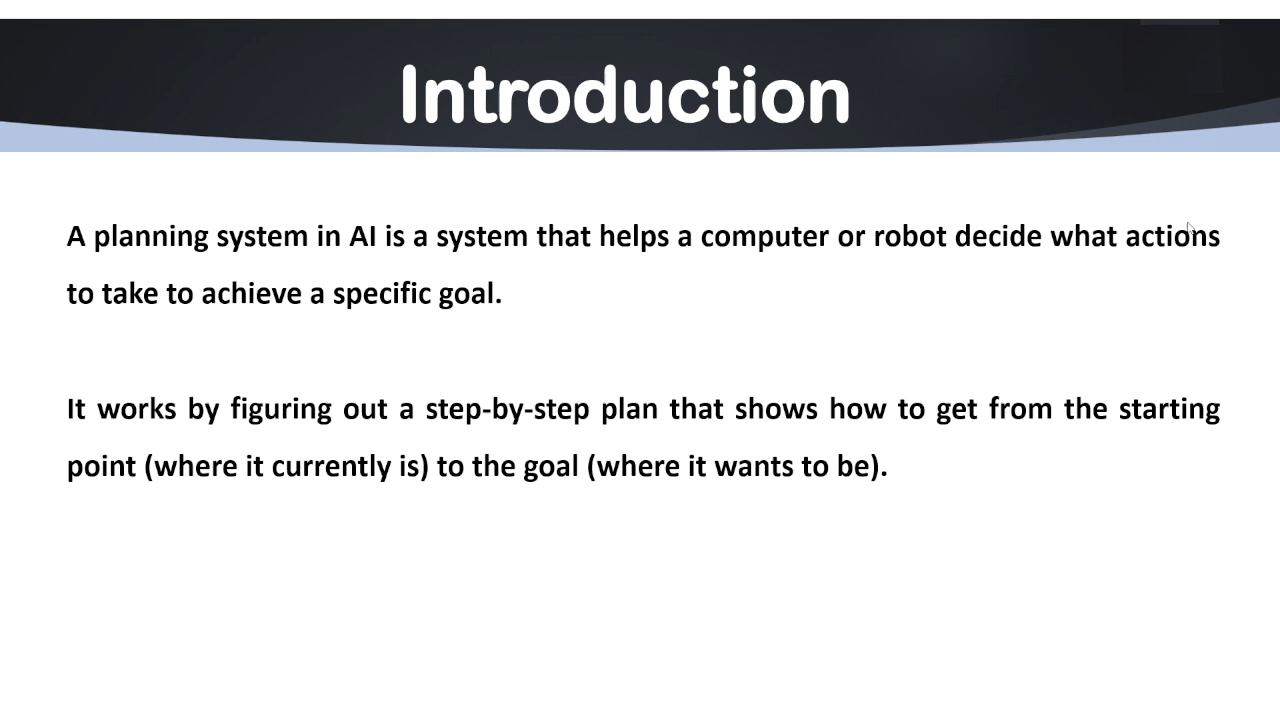 Introduction
A planning system in AI is a system that helps a computer or robot decide what actions
to take to achieve a specific goal.
It works by figuring out a step-by-step plan that shows how to get from the starting
point (where it currently is) to the goal (where it wants to be).